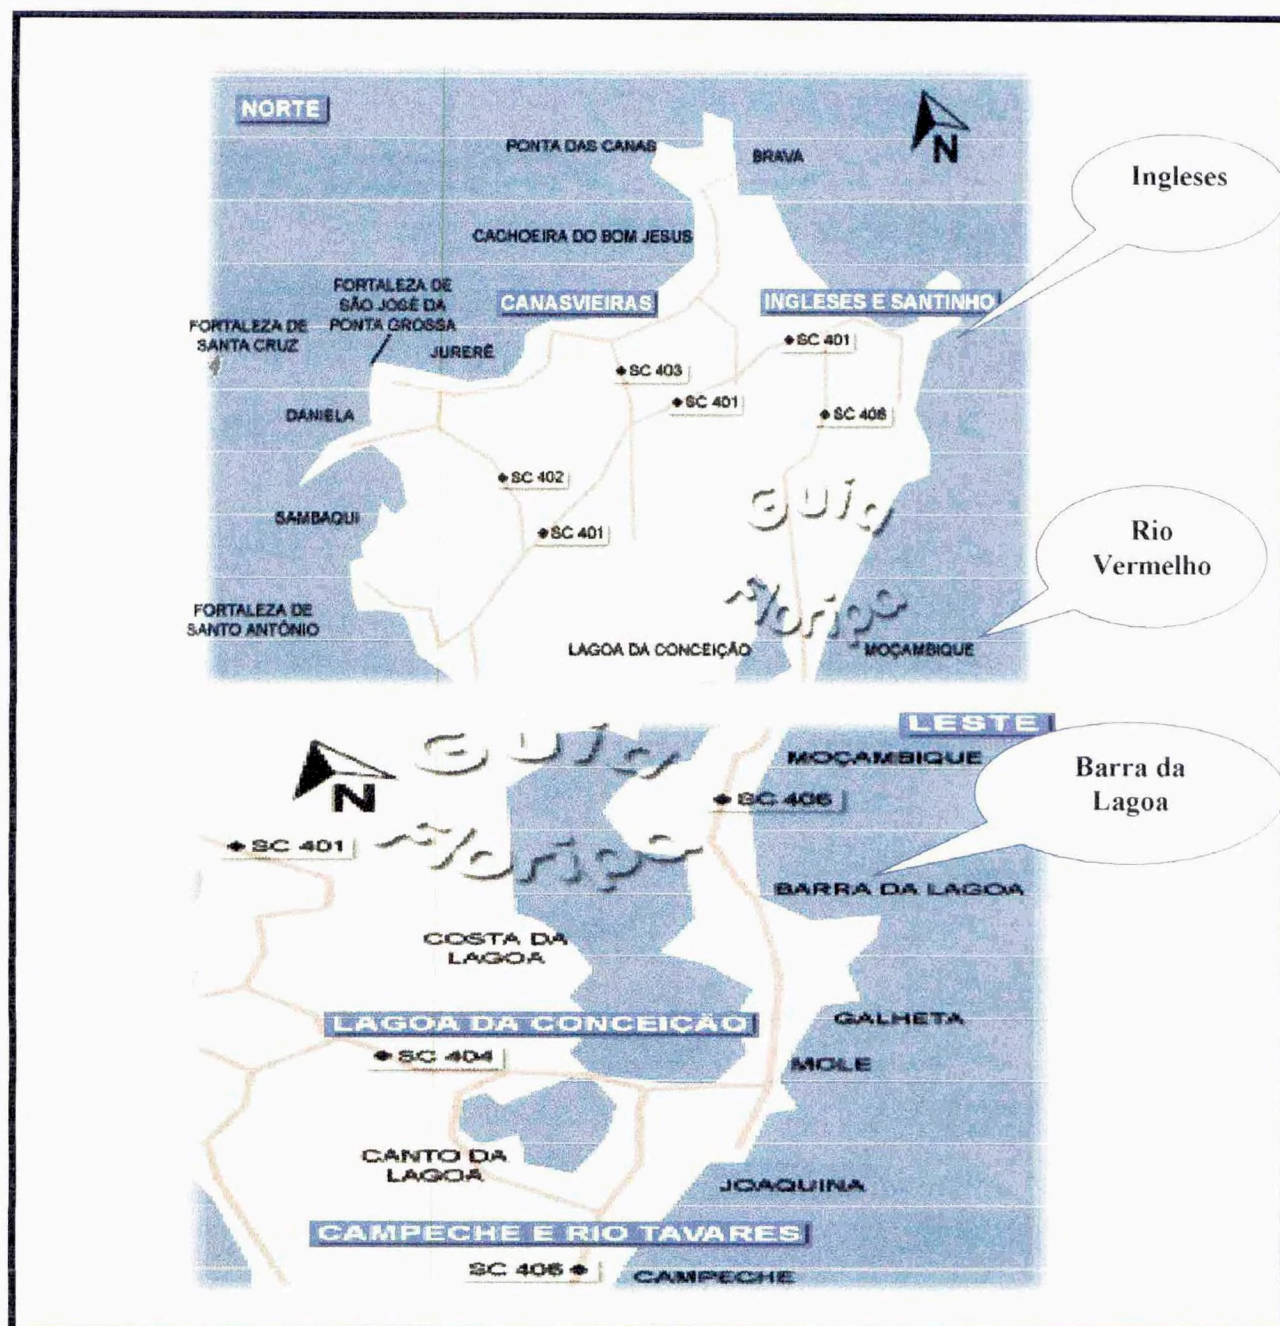 NORTE
N
PONTA DAS CANAS
BRAVA
Ingleses
CACHOEIRA DO BOM JESUS
FORTALEZA DE
SÃO JOSÉ DA
PONTA GROSSA
CANASVIEIRAS
INGLESES E SANTINHO
FORTALEZA DE
SANTA CRUZ
JURERÊ
SC 401
SC 403
DANIELA
SC 401
SC 406
SC 402
Guia
SAMBAQUI
SC 401
Rio
Vermelho
Floripa
FORTALEZA DE
SANTO ANTÔNIO
LAGOA DA CONCEIÇÃO
MOÇAMBIQUE
LESTE
Guia
N
MOÇAMBIQUE
Barra da
Lagoa
SC 406
SC 401
Floripa
BARRA DA LAGOA
COSTA DA
LAGOA
LAGOA DA CONCEIÇÃO
GALHETA
SC 404
MOLE
CANTO DA
LAGOA
JOAQUINA
CAMPECHE E RIO TAVARES
SC 406
CAMPECHE